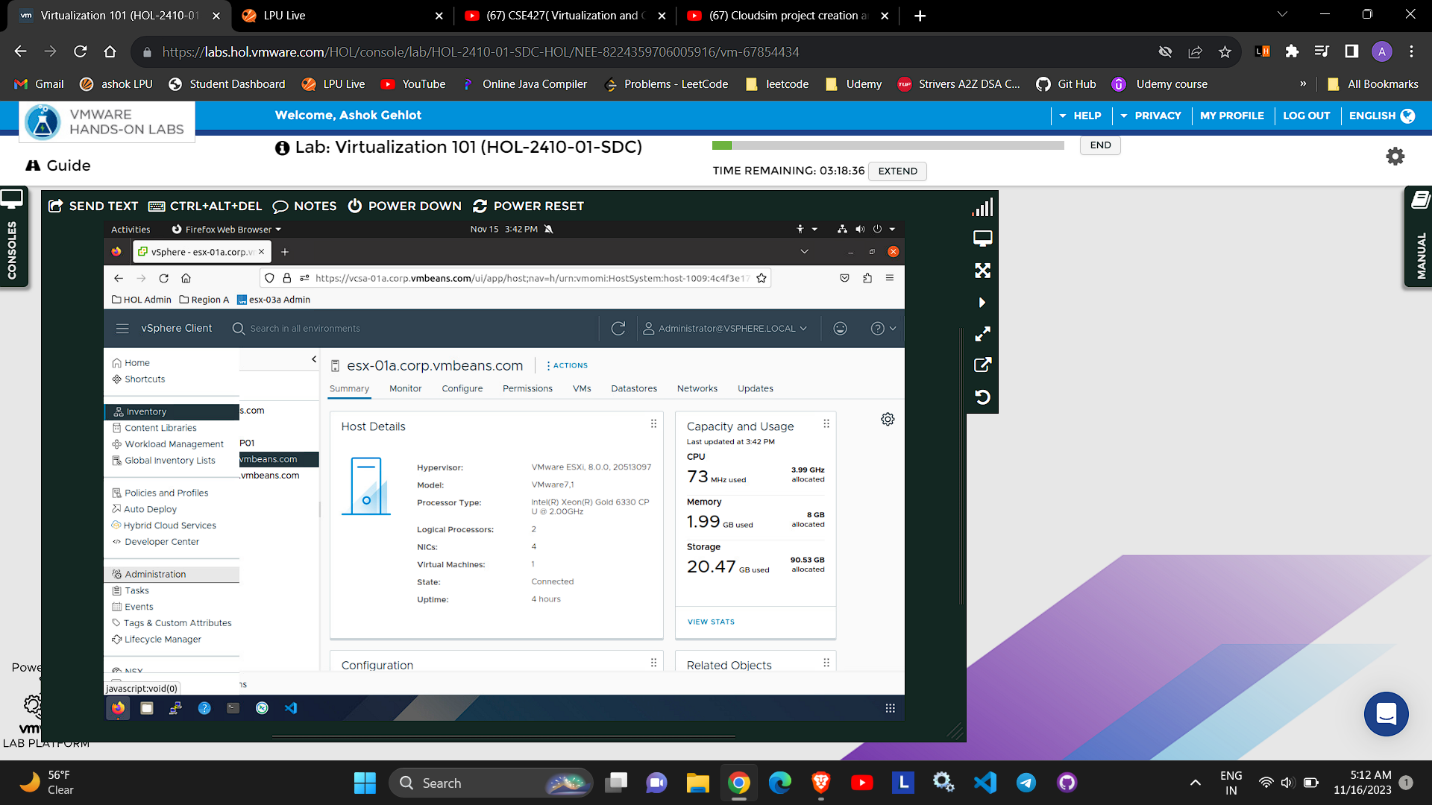 Virtualization 101 (HOL-2410-01
LPU Live
(67) CSE427( Virtualization and C
(67) Cloudsim project creation a
https://labs.hol.vmware.com/HOL/console/lab/HOL-2410-01-SDC-HOL/NEE-8224359706005916/vm-67854434
Gmail
ashok LPU
Student Dashboard
LPU Live
YouTube
Online Java Compiler
Problems - LeetCode
leetcode
Udemy
Strivers A2Z DSA C...
Git Hub
Udemy course
»
All Bookmarks
VMWARE
HANDS-ON LABS
Welcome, Ashok Gehlot
HELP
PRIVACY
MY PROFILE
LOG OUT
ENGLISH
Guide
Lab: Virtualization 101 (HOL-2410-01-SDC)
END
TIME REMAINING: 03:18:36
EXTEND
CONSOLES
MANUAL
SEND TEXT
CTRL+ALT+DEL
NOTES
POWER DOWN
POWER RESET
Activities
Firefox Web Browser
Nov 15 3:42 PM
vSphere - esx-01a.corp.v
https://vcsa-01a.corp.vmbeans.com/ui/app/host;nav=h/urn:vmomi:HostSystem:host-1009:4c4f3e17
HOL Admin
Region A
esx-03a Admin
vSphere Client
Search in all environments
Administrator@VSPHERE.LOCAL
Home
Shortcuts
Inventory
Content Libraries
Workload Management
Global Inventory Lists
Policies and Profiles
Auto Deploy
Hybrid Cloud Services
Developer Center
Administration
Tasks
Events
Tags & Custom Attributes
Lifecycle Manager
NSX
javascript:void(0)
s.com
P01
vmbeans.com
.vmbeans.com
ns
esx-01a.corp.vmbeans.com
ACTIONS
Summary
Monitor
Configure
Permissions
VMs
Datastores
Networks
Updates
Host Details
Hypervisor: VMware ESXi, 8.0.0, 20513097
Model: VMware7,1
Processor Type: Intel(R) Xeon(R) Gold 6330 CP
U @ 2.00GHz
Logical Processors: 2
NICs: 4
Virtual Machines: 1
State: Connected
Uptime: 4 hours
Capacity and Usage
Last updated at 3:42 PM
CPU
73 MHz used
3.99 GHz
allocated
Memory
1.99 GB used
8 GB
allocated
Storage
20.47 GB used
90.53 GB
allocated
VIEW STATS
Configuration
Related Objects
Powe
vmw
LAB PLATFORM
56°F
Clear
Search
ENG
IN
5:12 AM
11/16/2023
1